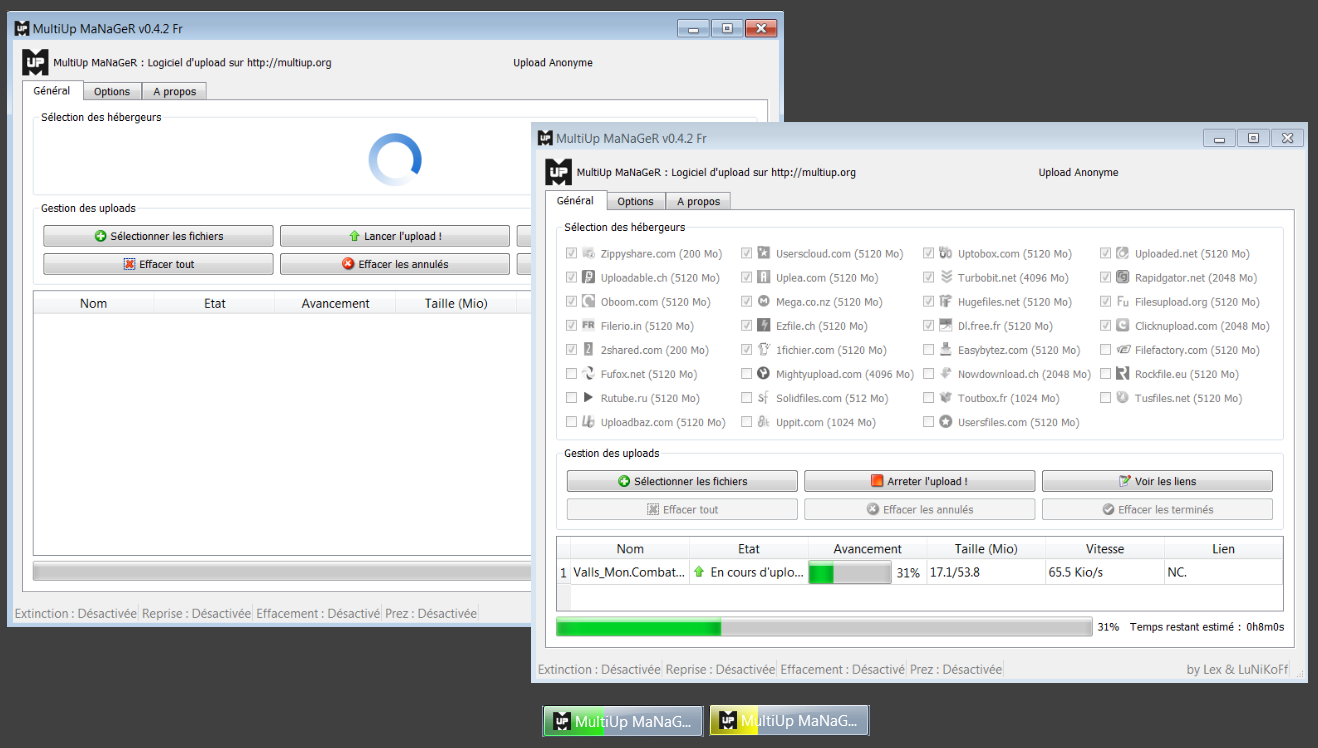 MultiUp MaNaGeR v0.4.2 Fr
UP MultiUp MaNaGeR : Logiciel d'upload sur http://multiup.org Upload Anonyme
Général Options A propos
Sélection des hébergeurs
Gestion des uploads
Sélectionner les fichiers Lancer l'upload !
Effacer tout Effacer les annulés
Nom Etat Avancement Taille (Mio)
Extinction : Désactivée Reprise : Désactivée Effacement : Désactivé Prez : Désactivée
MultiUp MaNaGeR v0.4.2 Fr
UP MultiUp MaNaGeR : Logiciel d'upload sur http://multiup.org Upload Anonyme
Général Options A propos
Sélection des hébergeurs
Zippyshare.com (200 Mo) Userscloud.com (5120 Mo) Uptobox.com (5120 Mo) Uploaded.net (5120 Mo)
Uploadable.ch (5120 Mo) Uplea.com (5120 Mo) Turbobit.net (4096 Mo) Rapidgator.net (2048 Mo)
Oboom.com (5120 Mo) Mega.co.nz (5120 Mo) Hugefiles.net (5120 Mo) Fu Filesupload.org (5120 Mo)
FR Filerio.in (5120 Mo) Ezfile.ch (5120 Mo) Dl.free.fr (5120 Mo) Clicknupload.com (2048 Mo)
2shared.com (200 Mo) 1fichier.com (5120 Mo) Easybytez.com (5120 Mo) Filefactory.com (5120 Mo)
Fufox.net (5120 Mo) Mightyupload.com (4096 Mo) Nowdownload.ch (2048 Mo) Rockfile.eu (5120 Mo)
Rutube.ru (5120 Mo) Solidfiles.com (512 Mo) Toutbox.fr (1024 Mo) Tusfiles.net (5120 Mo)
Uploadbaz.com (5120 Mo) Uppit.com (1024 Mo) Usersfiles.com (5120 Mo)
Gestion des uploads
Sélectionner les fichiers Arreter l'upload ! Voir les liens
Effacer tout Effacer les annulés Effacer les terminés
Nom Etat Avancement Taille (Mio) Vitesse Lien
1 Valls_Mon.Combat... En cours d'uplo... 31% 17.1/53.8 65.5 Kio/s NC.
31% Temps restant estimé : 0h8m0s
Extinction : Désactivée Reprise : Désactivée Effacement : Désactivé Prez : Désactivée by Lex & LuNiKoFf
UP MultiUp MaNaG... UP MultiUp MaNaG...